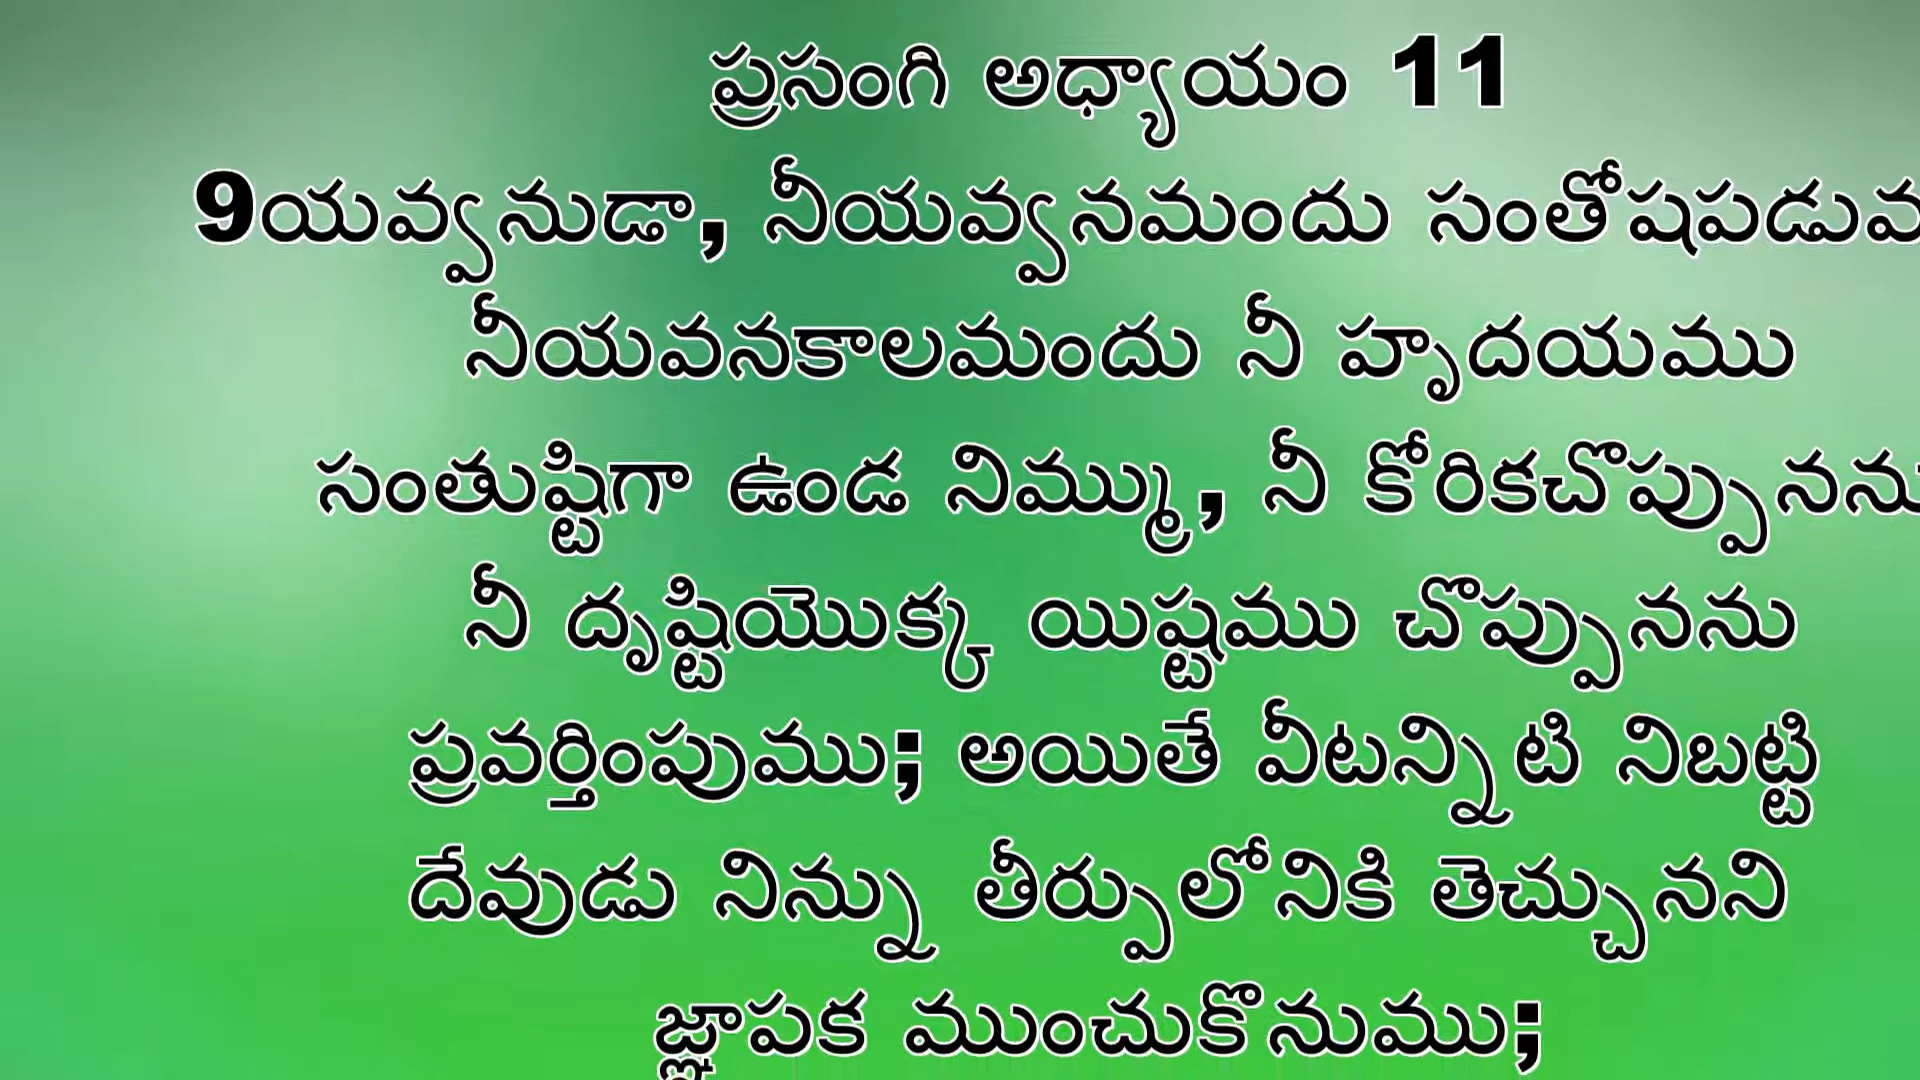 ప్రసంగి అధ్యాయం 11
9యవ్వనుడా, నీయవ్వనమందు సంతోషపడువ
నీయవనకాలమందు నీ హృదయము
సంతుష్టిగా ఉండ నిమ్ము, నీ కోరికచొప్పునను
నీ దృష్టియొక్క యిష్టము చొప్పునను
ప్రవర్తింపుము; అయితే వీటన్నిటి నిబట్టి
దేవుడు నిన్ను తీర్పులోనికి తెచ్చునని
జ్ఞాపక ముంచుకొనుము;